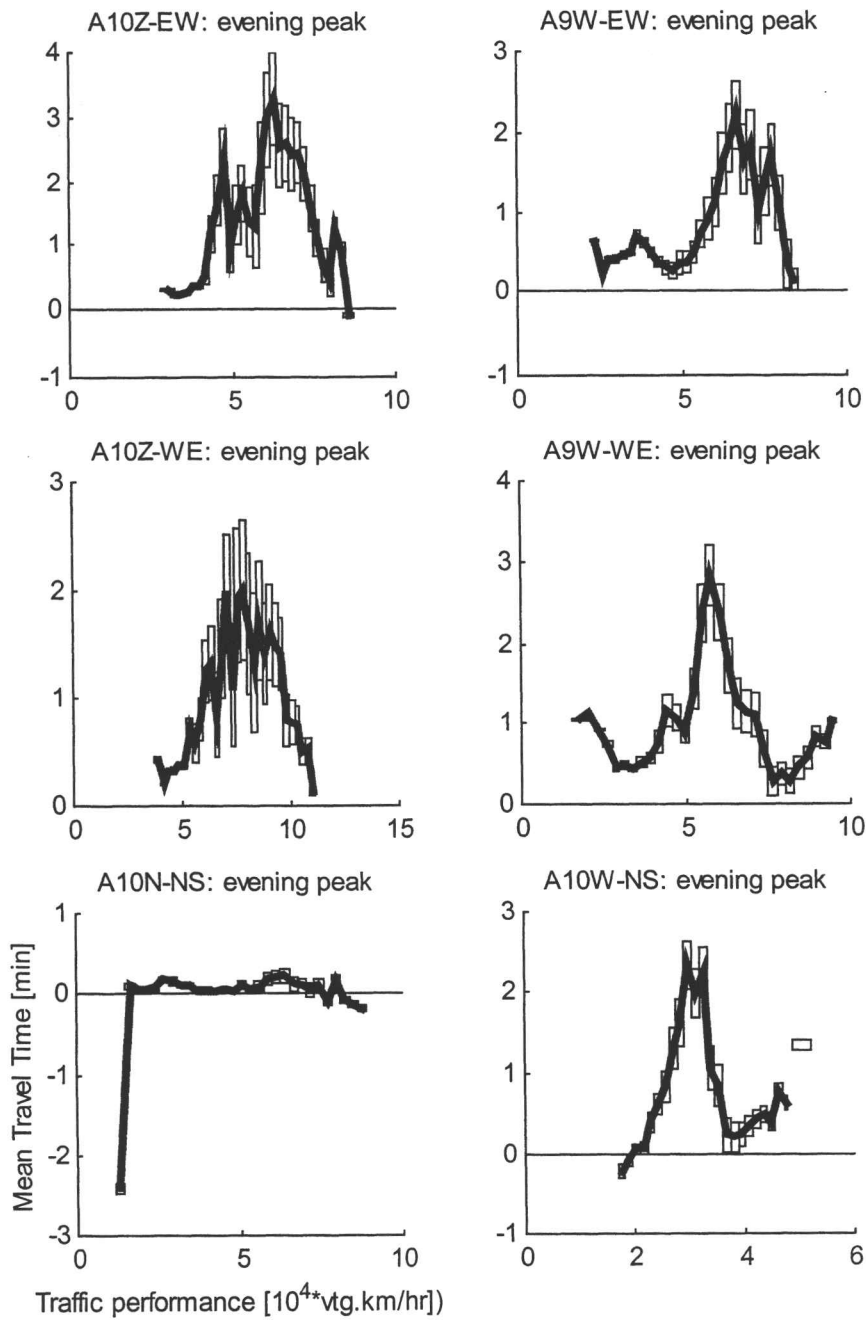 A10Z-EW: evening peak
4
3
2
1
0
-1
0 5 10
A9W-EW: evening peak
3
2
1
0
-1
0 5 10
A10Z-WE: evening peak
3
2
1
0
0 5 10 15
A9W-WE: evening peak
4
3
2
1
0
0 5 10
A10N-NS: evening peak
1
0
-1
-2
-3
0 5 10
Mean Travel Time [min]
Traffic performance [10⁴*vtg.km/hr])
A10W-NS: evening peak
3
2
1
0
-1
0 2 4 6